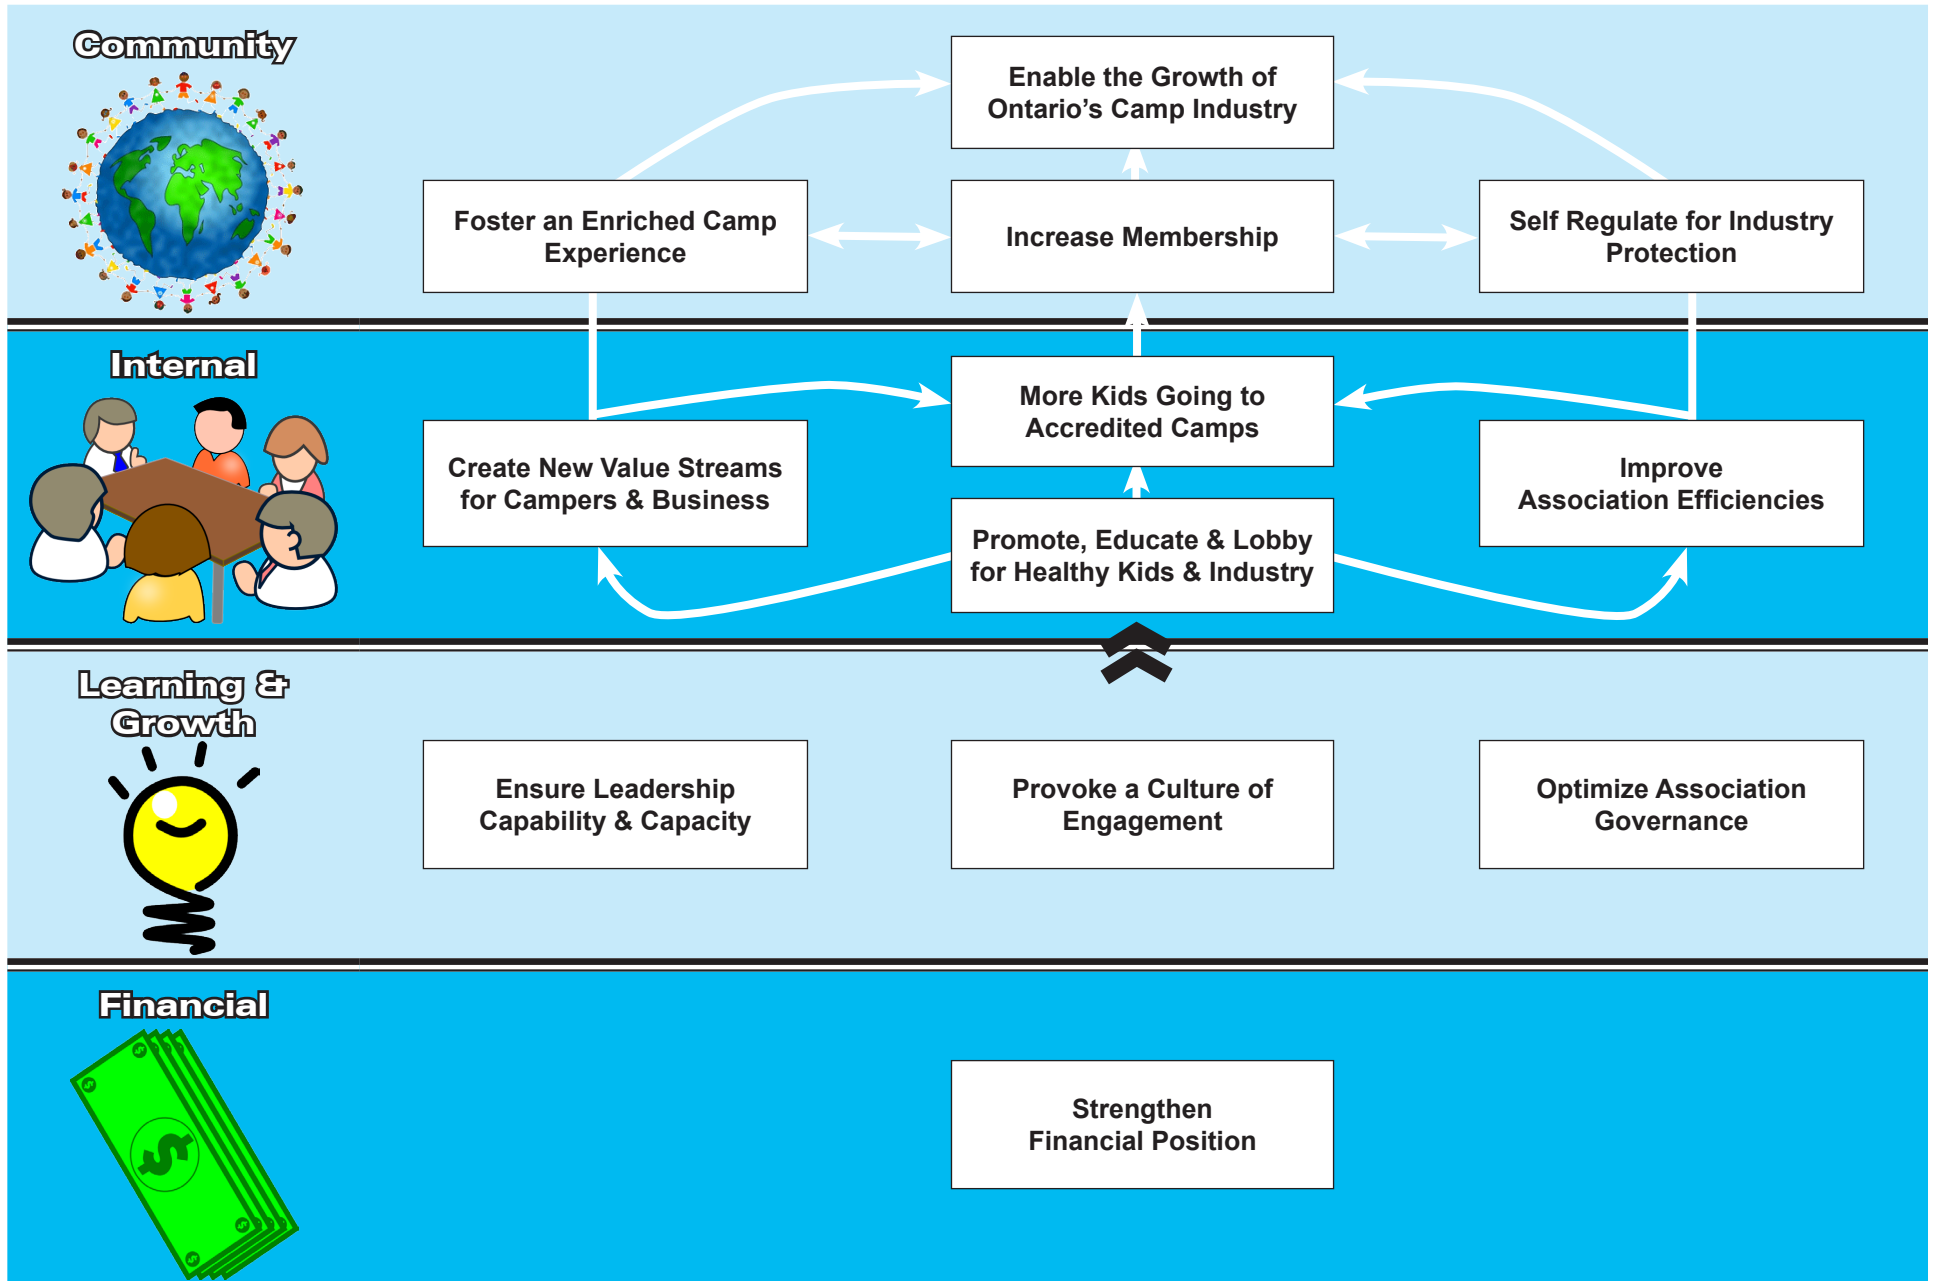 Community
Enable the Growth of
Ontario’s Camp Industry
Foster an Enriched Camp
Experience
Increase Membership
Self Regulate for Industry
Protection
Internal
More Kids Going to
Accredited Camps
Create New Value Streams
for Campers & Business
Improve
Association Efficiencies
Promote, Educate & Lobby
for Healthy Kids & Industry
Learning &
Growth
Ensure Leadership
Capability & Capacity
Provoke a Culture of
Engagement
Optimize Association
Governance
Financial
Strengthen
Financial Position